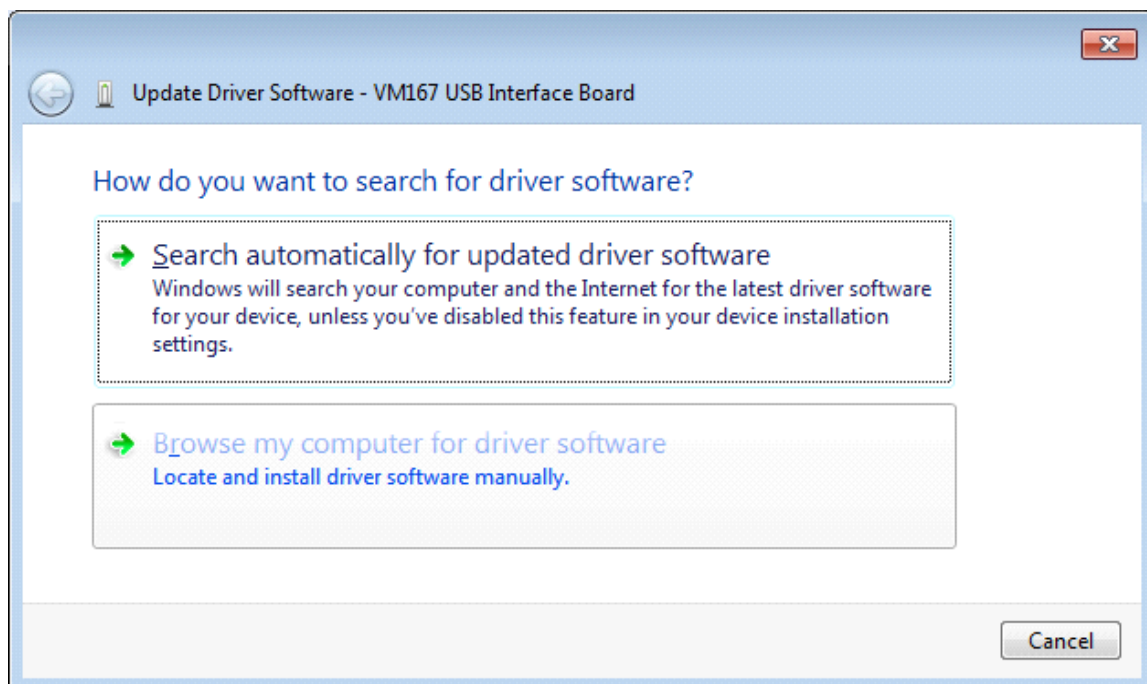 Update Driver Software - VM167 USB Interface Board
How do you want to search for driver software?
Search automatically for updated driver software
Windows will search your computer and the Internet for the latest driver software
for your device, unless you've disabled this feature in your device installation
settings.
Browse my computer for driver software
Locate and install driver software manually.
Cancel